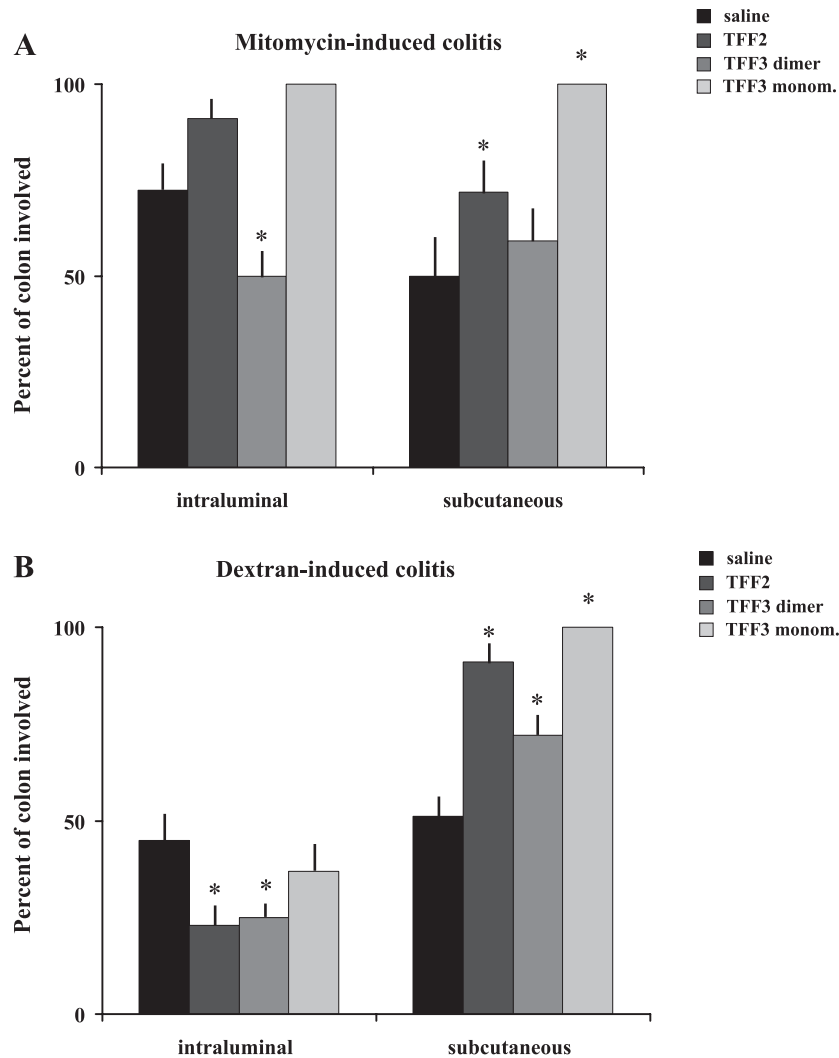 A
Mitomycin-induced colitis
saline
TFF2
TFF3 dimer
TFF3 monom.
Percent of colon involved
100
50
0
*
*
*
intraluminal
subcutaneous
B
Dextran-induced colitis
saline
TFF2
TFF3 dimer
TFF3 monom.
Percent of colon involved
100
50
0
*
*
*
*
*
intraluminal
subcutaneous